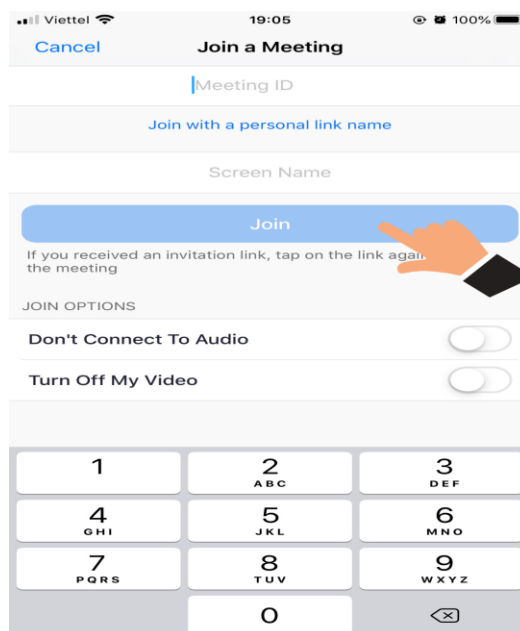 Viettel 19:05 100%
Cancel Join a Meeting
Meeting ID
Join with a personal link name
Screen Name
Join
If you received an invitation link, tap on the link
the meeting
JOIN OPTIONS
Don't Connect To Audio
Turn Off My Video
1 2 3
ABC DEF
4 5 6
GHI JKL MNO
7 8 9
PQRS TUV WXYZ
0